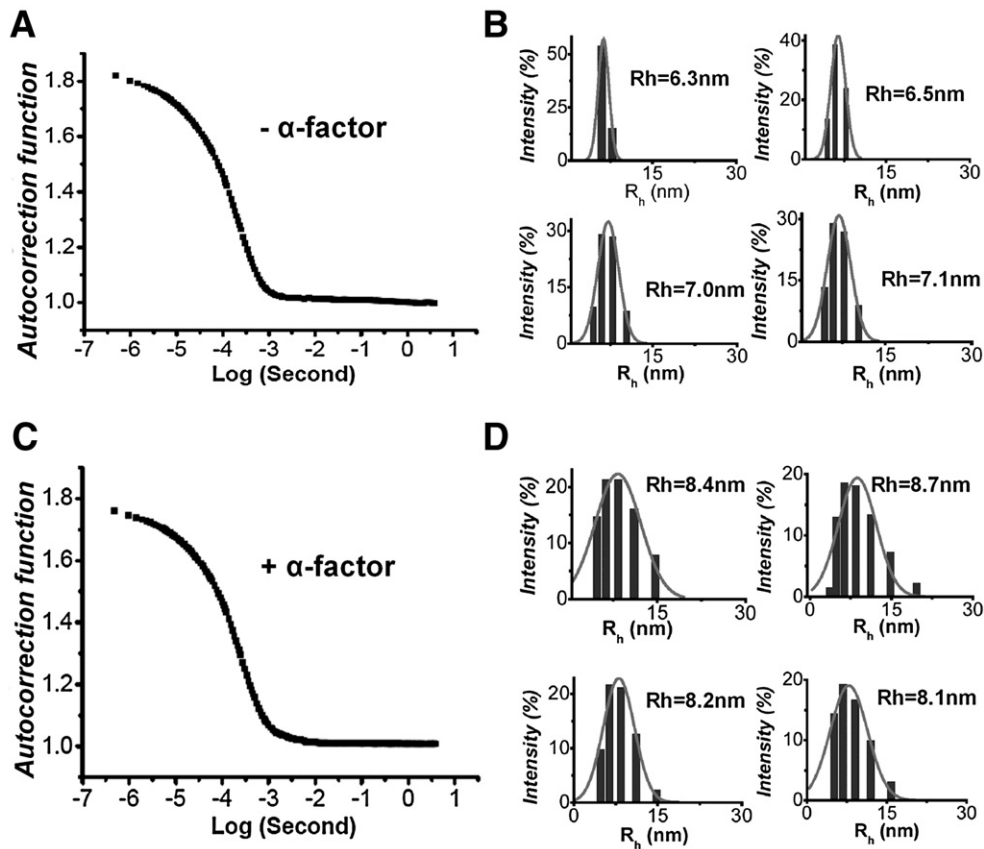 A
Autocorrection function
1.8
1.6
1.4
1.2
1.0
- α-factor
-7 -6 -5 -4 -3 -2 -1 0 1
Log (Second)
B
Intensity (%)
50
25
0
Rh=6.3nm
15 30
Rh (nm)
Intensity (%)
40
20
0
Rh=6.5nm
15 30
Rh (nm)
Intensity (%)
30
15
0
Rh=7.0nm
15 30
Rh (nm)
Intensity (%)
30
15
0
Rh=7.1nm
15 30
Rh (nm)
C
Autocorrection function
1.8
1.6
1.4
1.2
1.0
+ α-factor
-7 -6 -5 -4 -3 -2 -1 0 1
Log (Second)
D
Intensity (%)
20
10
0
Rh=8.4nm
15 30
Rh (nm)
Intensity (%)
20
10
0
Rh=8.7nm
0 15 30
Rh (nm)
Intensity (%)
20
10
0
Rh=8.2nm
15 30
Rh (nm)
Intensity (%)
20
10
0
Rh=8.1nm
15 30
Rh (nm)